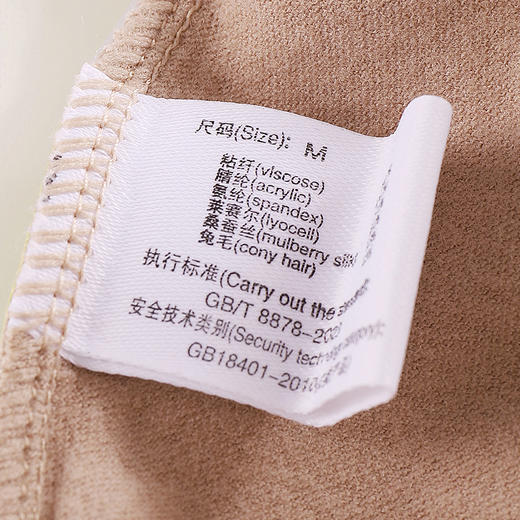 尺码(Size): M
粘纤(viscose)
腈纶(acrylic)
氨纶(spandex)
莱赛尔(lyocell)
桑蚕丝(mulberry silk)
兔毛(cony hair)
执行标准(Carry out the
GB/T 8878-20
安全技术类别(Security
GB18401-2010